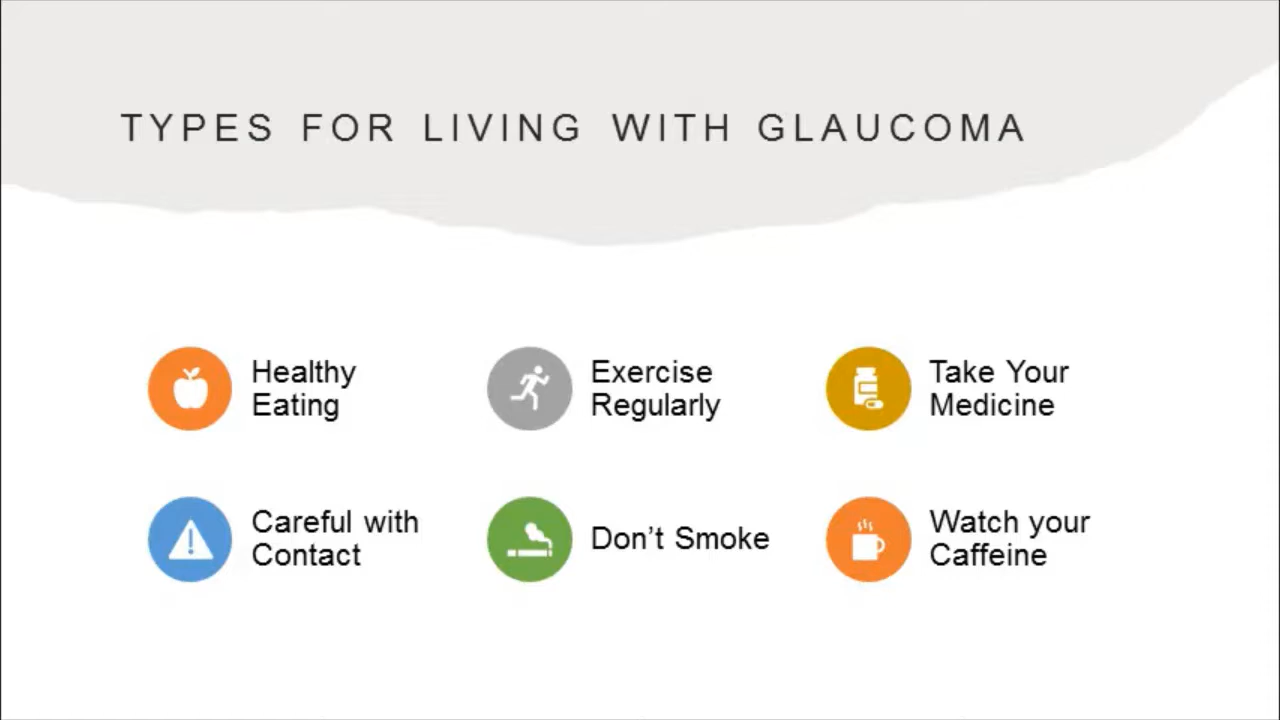 TYPES FOR LIVING WITH GLAUCOMA
Healthy
Eating
Exercise
Regularly
Take Your
Medicine
Careful with
Contact
Don't Smoke
Watch your
Caffeine